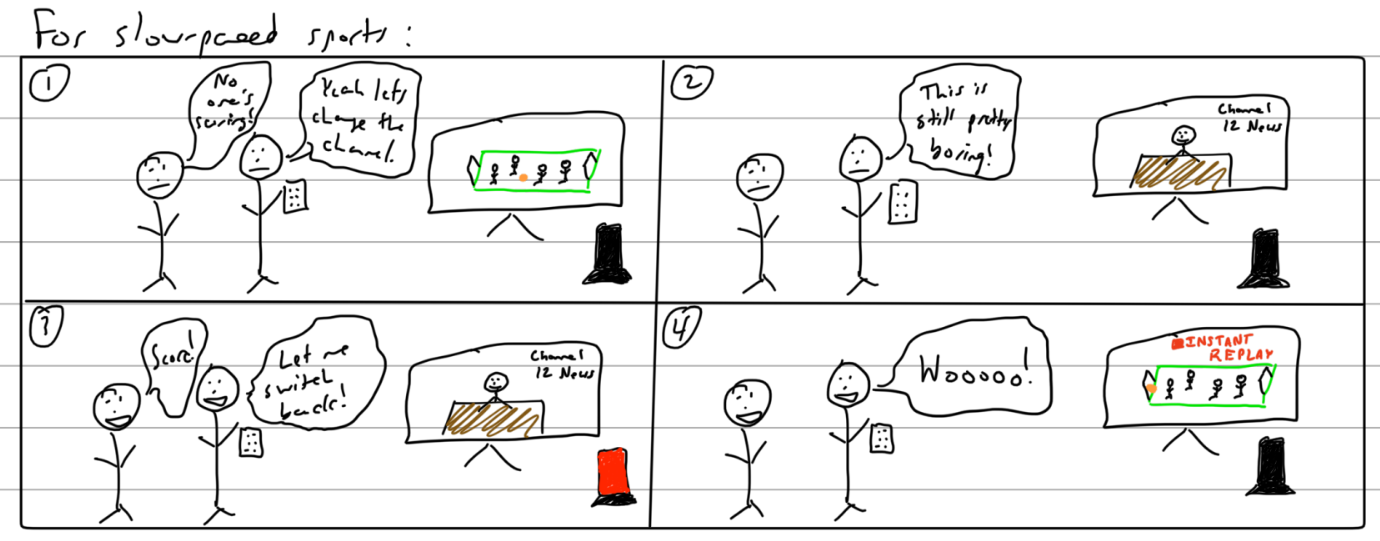 For slow-paced sports:
1
No
one's
scoring!
Yeah lets
change the
channel.
2
This is
still pretty
boring!
Channel
12 News
3
Score!
Let me
switch
back!
Channel
12 News
4
Wooooo!
INSTANT
REPLAY